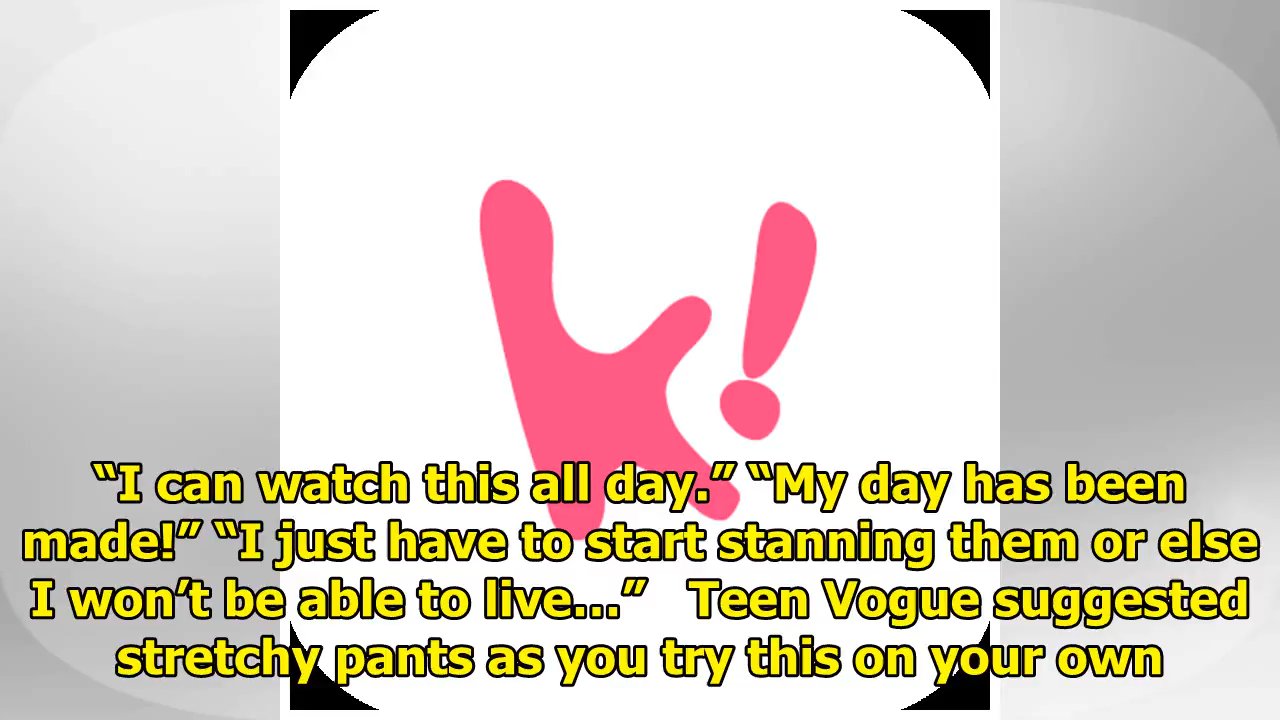 k!
“I can watch this all day.” “My day has been
made!” “I just have to start stanning them or else
I won’t be able to live...”   Teen Vogue suggested
stretchy pants as you try this on your own